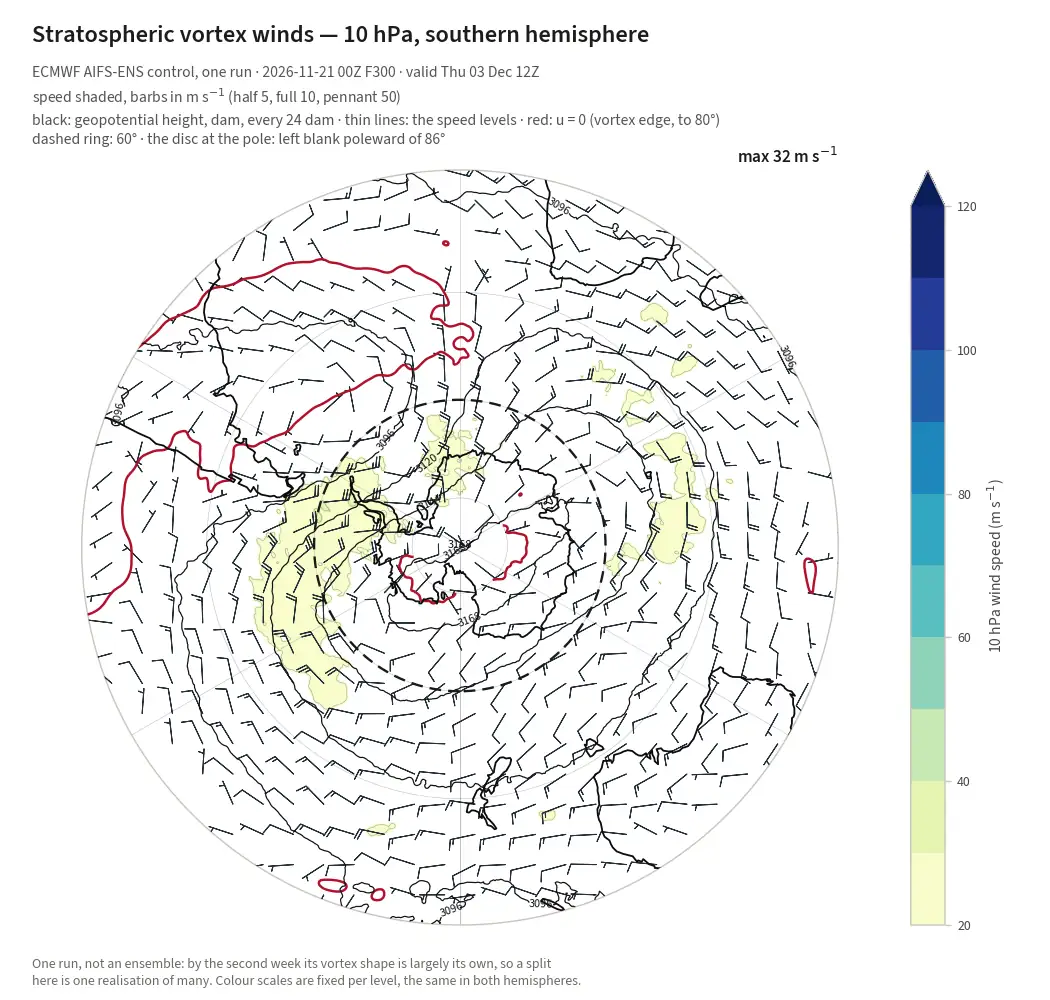 Stratospheric vortex winds — 10 hPa, southern hemisphere
ECMWF AIFS-ENS control, one run · 2026-11-21 00Z F300 · valid Thu 03 Dec 12Z
speed shaded, barbs in m s⁻¹ (half 5, full 10, pennant 50)
black: geopotential height, dam, every 24 dam · thin lines: the speed levels · red: u = 0 (vortex edge, to 80°)
dashed ring: 60° · the disc at the pole: left blank poleward of 86°
max 32 m s⁻¹
3096
3096
3096
3096
3120
3168
3168
3096
3096
120
100
80
60
40
20
10 hPa wind speed (m s⁻¹)
One run, not an ensemble: by the second week its vortex shape is largely its own, so a split
here is one realisation of many. Colour scales are fixed per level, the same in both hemispheres.